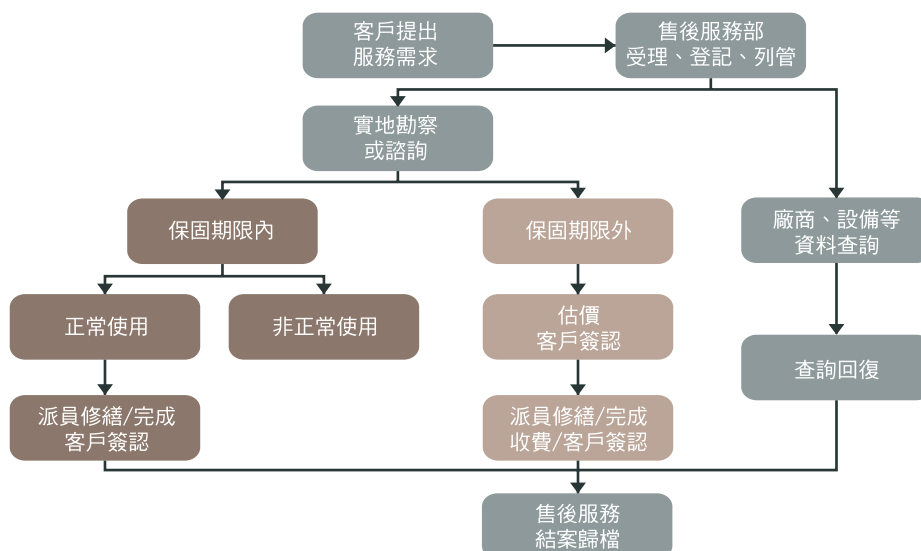 客戶提出
服務需求
售後服務部
受理、登記、列管
實地勘察
或諮詢
保固期限內
保固期限外
廠商、設備等
資料查詢
正常使用
非正常使用
估價
客戶簽認
查詢回復
派員修繕/完成
客戶簽認
派員修繕/完成
收費/客戶簽認
售後服務
結案歸檔